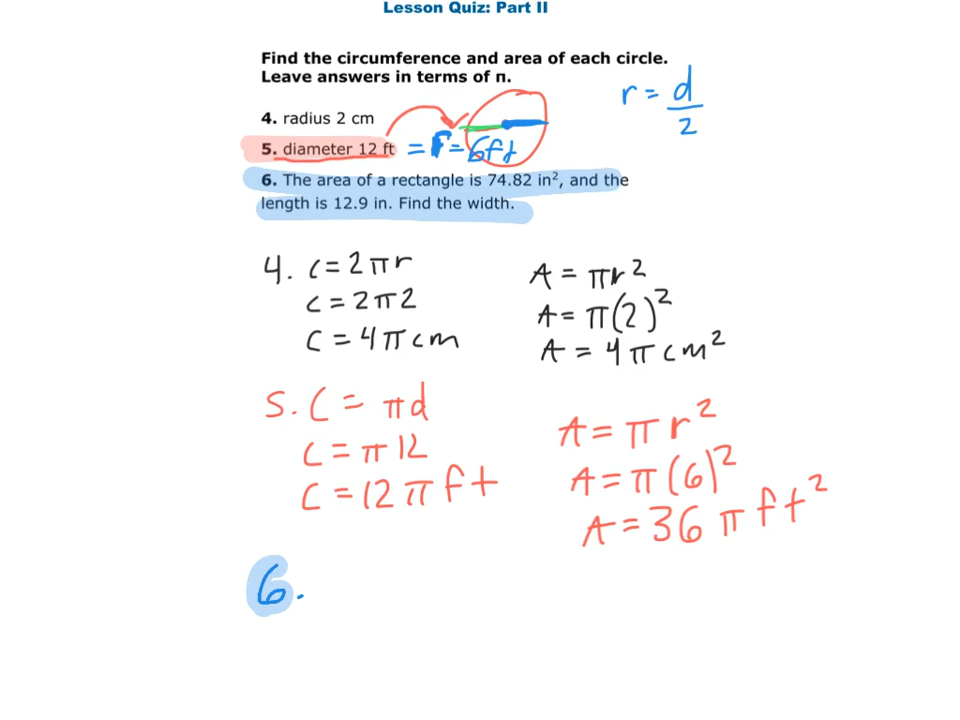 Lesson Quiz: Part II
Find the circumference and area of each circle.
Leave answers in terms of π.
r = d/2
4. radius 2 cm
5. diameter 12 ft = r = 6ft
6. The area of a rectangle is 74.82 in², and the
length is 12.9 in. Find the width.
4. C = 2πr
C = 2π2
C = 4π cm
A = πr²
A = π(2)²
A = 4π cm²
5. C = πd
C = π12
C = 12π ft
A = πr²
A = π(6)²
A = 36π ft²
6.